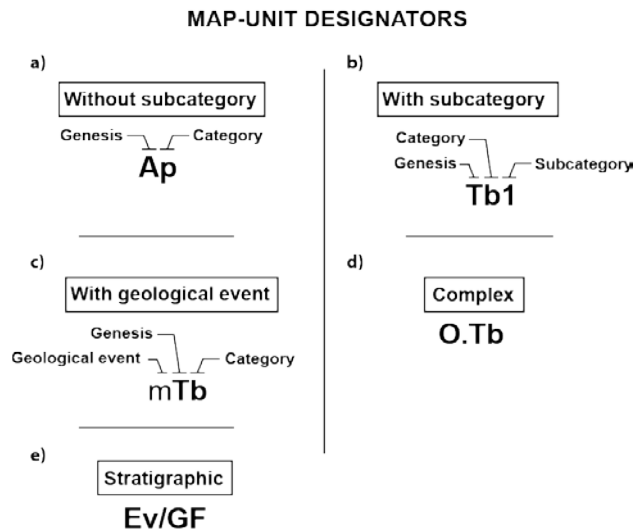 MAP-UNIT DESIGNATORS
a)
Without subcategory
Genesis Category
Ap
b)
With subcategory
Category
Genesis Subcategory
Tb1
c)
With geological event
Genesis
Geological event Category
mTb
d)
Complex
O.Tb
e)
Stratigraphic
Ev/GF